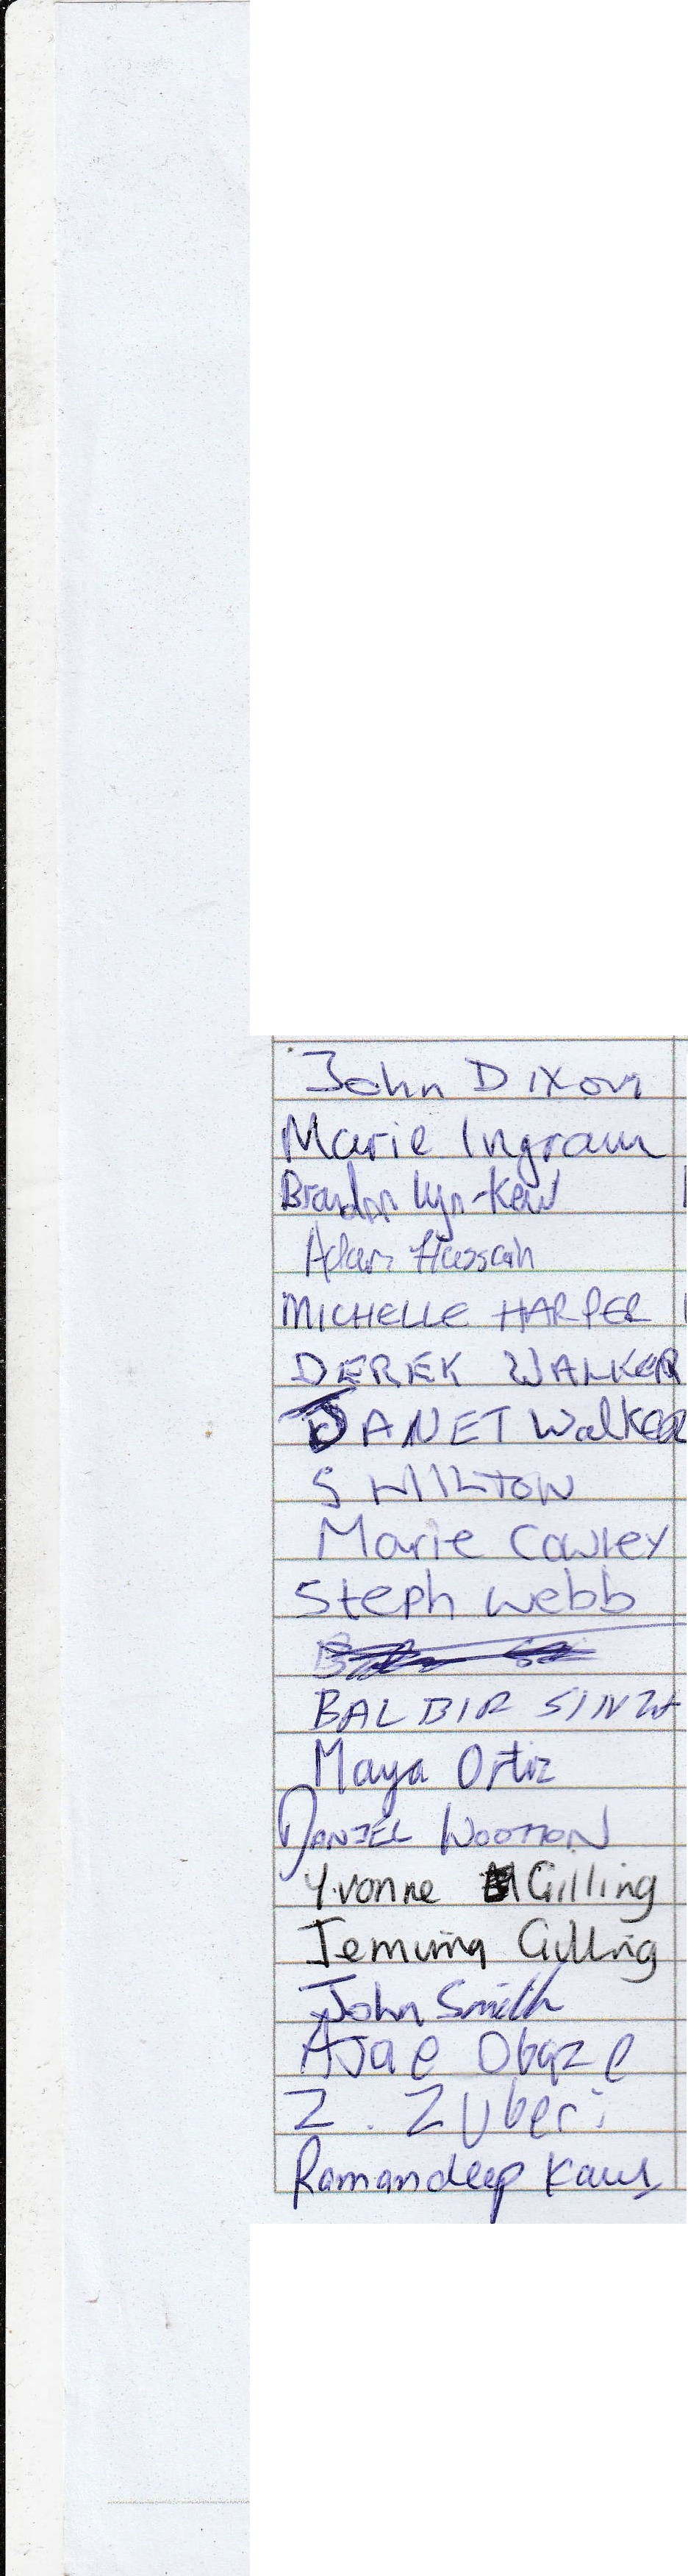 John Dixon
Marie Ingram
Brandon Lyn-Kew
Adam Hussain
MICHELLE HARPER
DEREK WALKER
JANET Walker
S WILTON
Marie Cawley
Steph Webb
BALBIR SINGH
Maya Ortiz
DANIEL WOOTTON
Yvonne Gilling
Jemima Gilling
John Smith
AJae Obaze
Z. Zuberi
Ramandeep Kaur